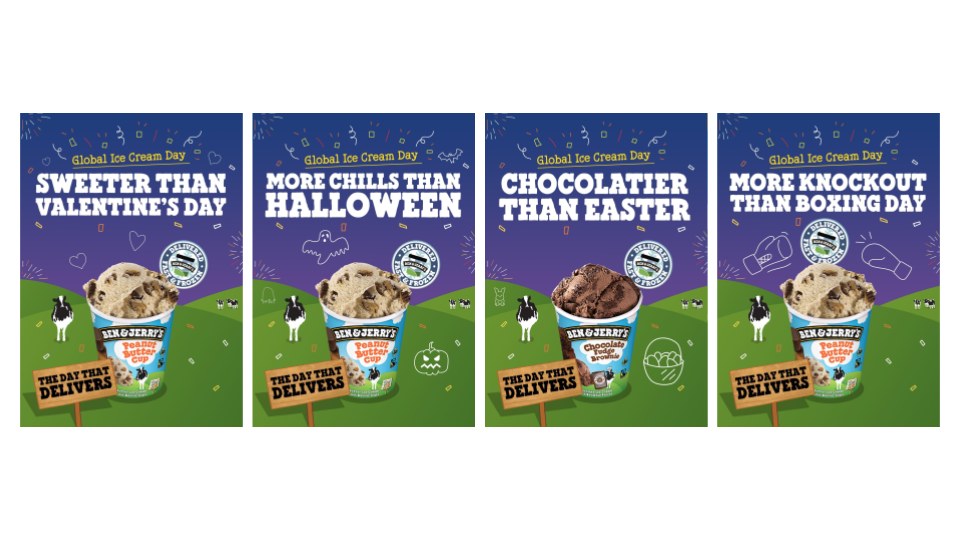 Global Ice Cream Day
SWEETER THAN
VALENTINE'S DAY
DELIVERED
FAST & FROZEN
BEN & JERRY'S
Peanut
Butter
Cup
THE DAY THAT
DELIVERS
Global Ice Cream Day
MORE CHILLS THAN
HALLOWEEN
DELIVERED
FAST & FROZEN
BEN & JERRY'S
Peanut
Butter
Cup
THE DAY THAT
DELIVERS
Global Ice Cream Day
CHOCOLATIER
THAN EASTER
DELIVERED
FAST & FROZEN
BEN & JERRY'S
Chocolate
Fudge
Brownie
THE DAY THAT
DELIVERS
Global Ice Cream Day
MORE KNOCKOUT
THAN BOXING DAY
DELIVERED
FAST & FROZEN
BEN & JERRY'S
Peanut
Butter
Cup
THE DAY THAT
DELIVERS